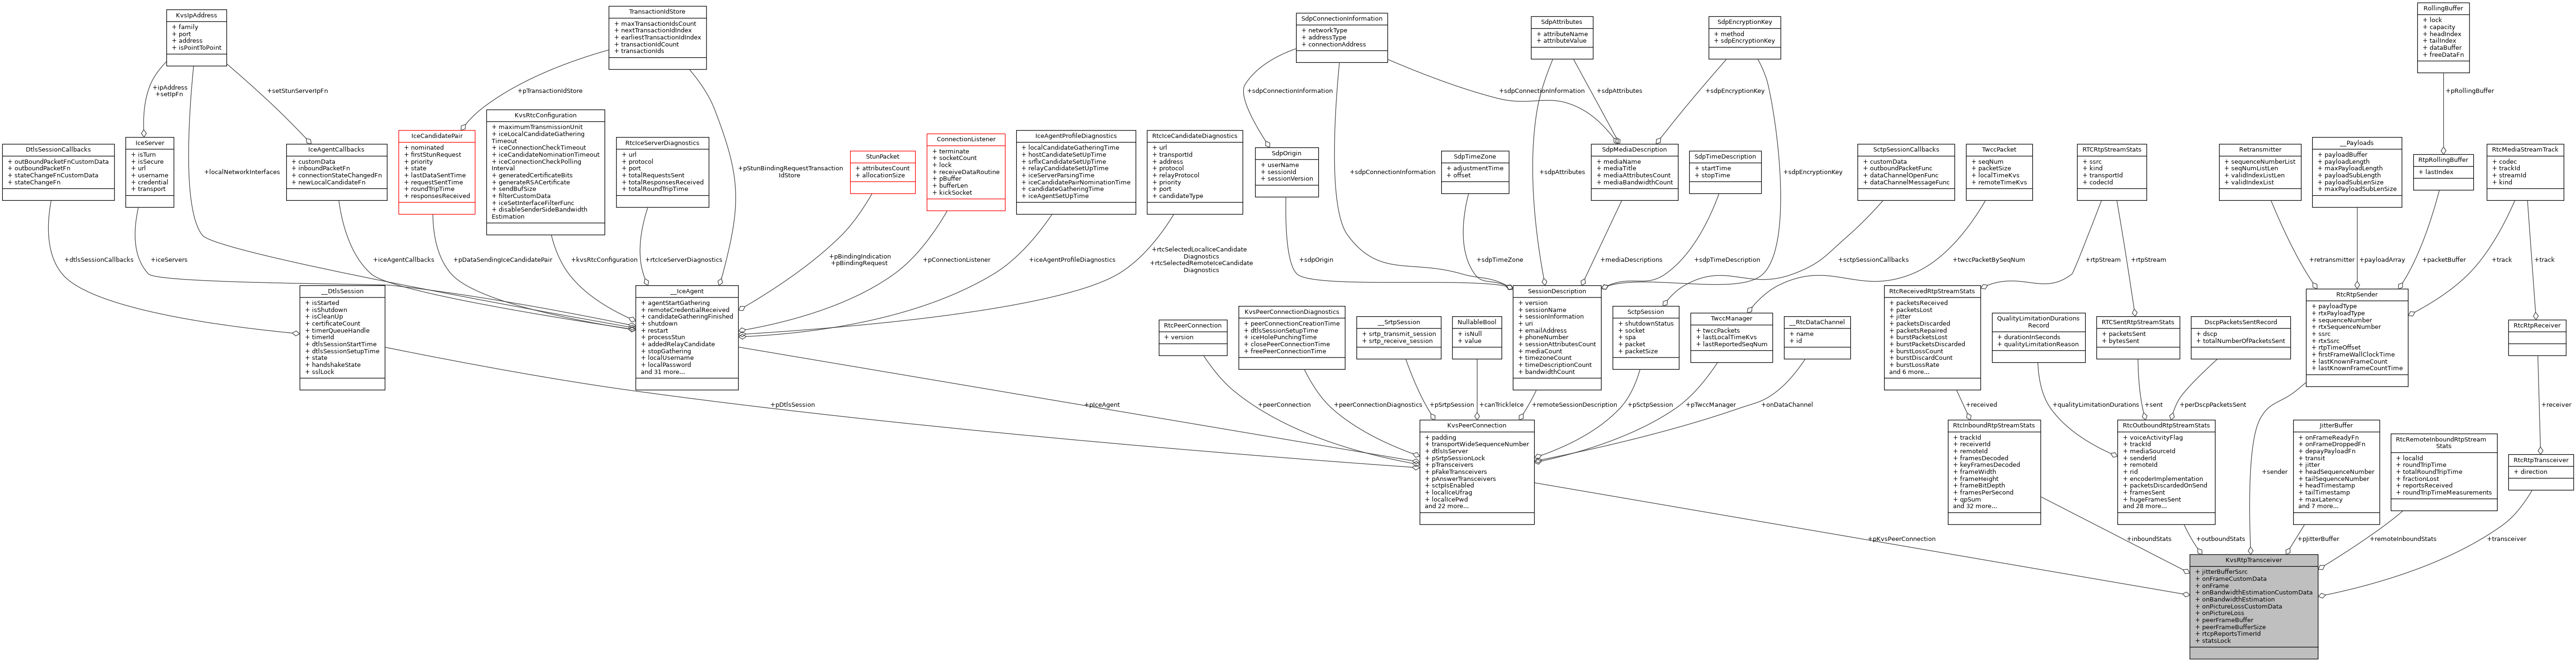 KvsIpAddress
+ family
+ port
+ address
+ isPointToPoint
TransactionIdStore
+ maxTransactionIdsCount
+ nextTransactionIdIndex
+ earliestTransactionIdIndex
+ transactionIdCount
+ transactionIds
SdpConnectionInformation
+ networkType
+ addressType
+ connectionAddress
SdpAttributes
+ attributeName
+ attributeValue
SdpEncryptionKey
+ method
+ sdpEncryptionKey
RollingBuffer
+ lock
+ capacity
+ headIndex
+ tailIndex
+ dataBuffer
+ freeDataFn
+ipAddress
+setIpFn
+setStunServerIpFn
+pTransactionIdStore
+sdpConnectionInformation
+sdpConnectionInformation
+sdpAttributes
+sdpEncryptionKey
+pRollingBuffer
DtlsSessionCallbacks
+ outBoundPacketFnCustomData
+ outboundPacketFn
+ stateChangeFnCustomData
+ stateChangeFn
IceServer
+ isTurn
+ isSecure
+ url
+ username
+ credential
+ transport
+localNetworkInterfaces
IceAgentCallbacks
+ customData
+ inboundPacketFn
+ connectionStateChangedFn
+ newLocalCandidateFn
IceCandidatePair
+ nominated
+ firstStunRequest
+ priority
+ state
+ lastDataSentTime
+ requestSentTime
+ roundTripTime
+ responsesReceived
KvsRtcConfiguration
+ maximumTransmissionUnit
+ iceLocalCandidateGathering
Timeout
+ iceConnectionCheckTimeout
+ iceCandidateNominationTimeout
+ iceConnectionCheckPolling
Interval
+ generatedCertificateBits
+ generateRSACertificate
+ sendBufSize
+ filterCustomData
+ iceSetInterfaceFilterFunc
+ disableSenderSideBandwidth
Estimation
RtcIceServerDiagnostics
+ url
+ protocol
+ port
+ totalRequestsSent
+ totalResponsesReceived
+ totalRoundTripTime
+pStunBindingRequestTransaction
IdStore
StunPacket
+ attributesCount
+ allocationSize
ConnectionListener
+ terminate
+ socketCount
+ lock
+ receiveDataRoutine
+ pBuffer
+ bufferLen
+ kickSocket
IceAgentProfileDiagnostics
+ localCandidateGatheringTime
+ hostCandidateSetUpTime
+ srflxCandidateSetUpTime
+ relayCandidateSetUpTime
+ iceServerParsingTime
+ iceCandidatePairNominationTime
+ candidateGatheringTime
+ iceAgentSetUpTime
RtcIceCandidateDiagnostics
+ url
+ transportId
+ address
+ protocol
+ relayProtocol
+ priority
+ port
+ candidateType
SdpOrigin
+ userName
+ sessionId
+ sessionVersion
+sdpConnectionInformation
SdpTimeZone
+ adjustmentTime
+ offset
+sdpAttributes
SdpMediaDescription
+ mediaName
+ mediaTitle
+ mediaAttributesCount
+ mediaBandwidthCount
SdpTimeDescription
+ startTime
+ stopTime
+sdpEncryptionKey
SctpSessionCallbacks
+ customData
+ outboundPacketFunc
+ dataChannelOpenFunc
+ dataChannelMessageFunc
TwccPacket
+ seqNum
+ packetSize
+ localTimeKvs
+ remoteTimeKvs
RTCRtpStreamStats
+ ssrc
+ kind
+ transportId
+ codecId
Retransmitter
+ sequenceNumberList
+ seqNumListLen
+ validIndexListLen
+ validIndexList
__Payloads
+ payloadBuffer
+ payloadLength
+ maxPayloadLength
+ payloadSubLength
+ payloadSubLenSize
+ maxPayloadSubLenSize
RtpRollingBuffer
+ lastIndex
RtcMediaStreamTrack
+ codec
+ trackId
+ streamId
+ kind
+dtlsSessionCallbacks
+iceServers
+iceAgentCallbacks
+pDataSendingIceCandidatePair
+kvsRtcConfiguration
+rtcIceServerDiagnostics
+pBindingIndication
+pBindingRequest
+pConnectionListener
+iceAgentProfileDiagnostics
+rtcSelectedLocalIceCandidate
Diagnostics
+rtcSelectedRemoteIceCandidate
Diagnostics
+sdpOrigin
+sdpTimeZone
+mediaDescriptions
+sdpTimeDescription
+sctpSessionCallbacks
+twccPacketBySeqNum
+rtpStream
+rtpStream
+retransmitter
+payloadArray
+packetBuffer
+track
+track
__DtlsSession
+ isStarted
+ isShutdown
+ isCleanUp
+ certificateCount
+ timerQueueHandle
+ timerId
+ dtlsSessionStartTime
+ dtlsSessionSetupTime
+ state
+ handshakeState
+ sslLock
__IceAgent
+ agentStartGathering
+ remoteCredentialReceived
+ candidateGatheringFinished
+ shutdown
+ restart
+ processStun
+ addedRelayCandidate
+ stopGathering
+ localUsername
+ localPassword
and 31 more...
RtcPeerConnection
+ version
KvsPeerConnectionDiagnostics
+ peerConnectionCreationTime
+ dtlsSessionSetupTime
+ iceHolePunchingTime
+ closePeerConnectionTime
+ freePeerConnectionTime
__SrtpSession
+ srtp_transmit_session
+ srtp_receive_session
NullableBool
+ isNull
+ value
SessionDescription
+ version
+ sessionName
+ sessionInformation
+ uri
+ emailAddress
+ phoneNumber
+ sessionAttributesCount
+ mediaCount
+ timezoneCount
+ timeDescriptionCount
+ bandwidthCount
SctpSession
+ shutdownStatus
+ socket
+ spa
+ packet
+ packetSize
TwccManager
+ twccPackets
+ lastLocalTimeKvs
+ lastReportedSeqNum
__RtcDataChannel
+ name
+ id
RtcReceivedRtpStreamStats
+ packetsReceived
+ packetsLost
+ jitter
+ packetsDiscarded
+ packetsRepaired
+ burstPacketsLost
+ burstPacketsDiscarded
+ burstLossCount
+ burstDiscardCount
+ burstLossRate
and 6 more...
QualityLimitationDurations
Record
+ durationInSeconds
+ qualityLimitationReason
RTCSentRtpStreamStats
+ packetsSent
+ bytesSent
DscpPacketsSentRecord
+ dscp
+ totalNumberOfPacketsSent
RtcRtpSender
+ payloadType
+ rtxPayloadType
+ sequenceNumber
+ rtxSequenceNumber
+ ssrc
+ rtxSsrc
+ rtpTimeOffset
+ firstFrameWallClockTime
+ lastKnownFrameCount
+ lastKnownFrameCountTime
RtcRtpReceiver
+pDtlsSession
+pIceAgent
+peerConnection
+peerConnectionDiagnostics
+pSrtpSession
+canTrickleIce
+remoteSessionDescription
+pSctpSession
+pTwccManager
+onDataChannel
+received
+qualityLimitationDurations
+sent
+perDscpPacketsSent
+receiver
KvsPeerConnection
+ padding
+ transportWideSequenceNumber
+ dtlsIsServer
+ pSrtpSessionLock
+ pTransceivers
+ pFakeTransceivers
+ pAnswerTransceivers
+ sctpIsEnabled
+ localIceUfrag
+ localIcePwd
and 22 more...
RtcInboundRtpStreamStats
+ trackId
+ receiverId
+ remoteId
+ framesDecoded
+ keyFramesDecoded
+ frameWidth
+ frameHeight
+ frameBitDepth
+ framesPerSecond
+ qpSum
and 32 more...
RtcOutboundRtpStreamStats
+ voiceActivityFlag
+ trackId
+ mediaSourceId
+ senderId
+ remoteId
+ rid
+ encoderImplementation
+ packetsDiscardedOnSend
+ framesSent
+ hugeFramesSent
and 28 more...
+sender
JitterBuffer
+ onFrameReadyFn
+ onFrameDroppedFn
+ depayPayloadFn
+ transit
+ jitter
+ headSequenceNumber
+ tailSequenceNumber
+ headTimestamp
+ tailTimestamp
+ maxLatency
and 7 more...
RtcRemoteInboundRtpStream
Stats
+ localId
+ roundTripTime
+ totalRoundTripTime
+ fractionLost
+ reportsReceived
+ roundTripTimeMeasurements
RtcRtpTransceiver
+ direction
+pKvsPeerConnection
+inboundStats
+outboundStats
+pJitterBuffer
+remoteInboundStats
+transceiver
KvsRtpTransceiver
+ jitterBufferSsrc
+ onFrameCustomData
+ onFrame
+ onBandwidthEstimationCustomData
+ onBandwidthEstimation
+ onPictureLossCustomData
+ onPictureLoss
+ peerFrameBuffer
+ peerFrameBufferSize
+ rtcpReportsTimerId
+ statsLock